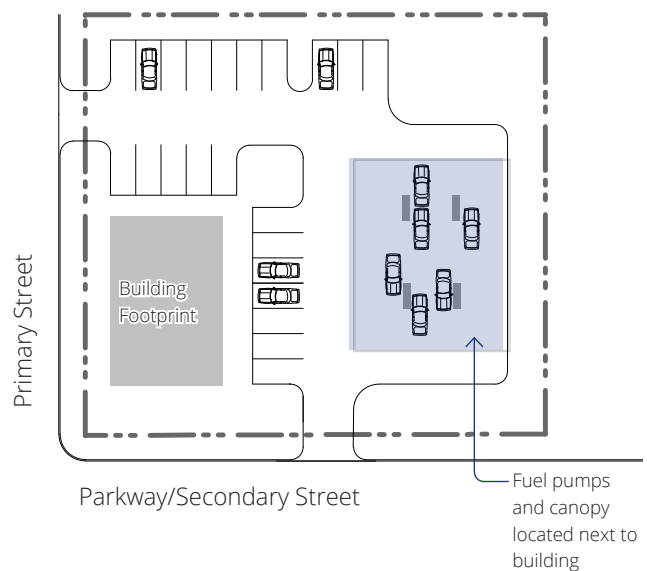 Building
Footprint
Primary Street
Parkway/Secondary Street
Fuel pumps
and canopy
located next to
building